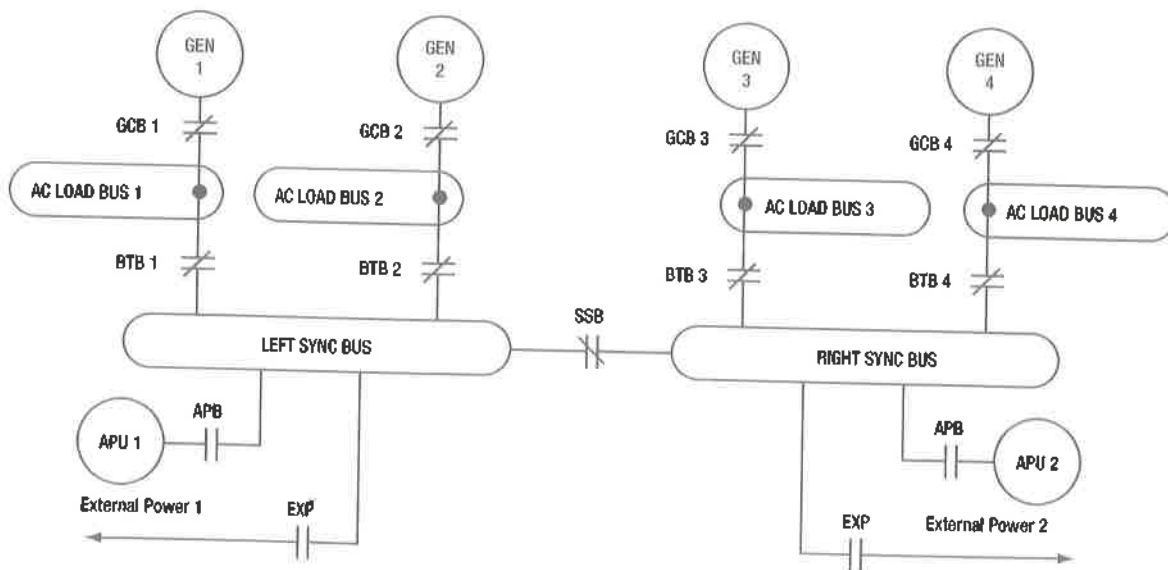 GEN
1
GEN
2
GEN
3
GEN
4
GCB 1
GCB 2
GCB 3
GCB 4
AC LOAD BUS 1
AC LOAD BUS 2
AC LOAD BUS 3
AC LOAD BUS 4
BTB 1
BTB 2
BTB 3
BTB 4
SSB
LEFT SYNC BUS
RIGHT SYNC BUS
APB
APU 1
APB
APU 2
External Power 1
EXP
EXP
External Power 2